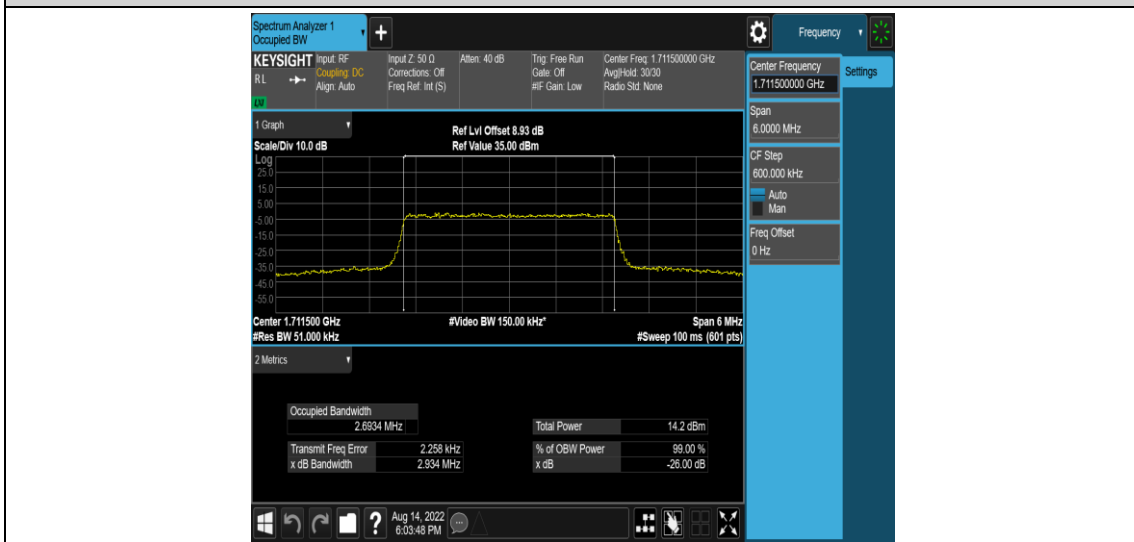 Spectrum Analyzer 1
Occupied BW
Frequency
KEYSIGHT
RL
Input: RF
Coupling: DC
Align: Auto
Input Z: 50 Ω
Corrections: Off
Freq Ref: Int (S)
Atten: 40 dB
Trig: Free Run
Gate: Off
#IF Gain: Low
Center Freq: 1.711500000 GHz
Avg|Hold: 30/30
Radio Std: None
Center Frequency
1.711500000 GHz
Settings
Span
6.0000 MHz
CF Step
600.000 kHz
Auto
Man
Freq Offset
0 Hz
1 Graph
Scale/Div 10.0 dB
Ref Lvl Offset 8.93 dB
Ref Value 35.00 dBm
Log
25.0
15.0
5.00
-5.00
-15.0
-25.0
-35.0
-45.0
-55.0
Center 1.711500 GHz
#Res BW 51.000 kHz
#Video BW 150.00 kHz*
Span 6 MHz
#Sweep 100 ms (601 pts)
2 Metrics
Occupied Bandwidth
2.6934 MHz
Total Power 14.2 dBm
Transmit Freq Error 2.258 kHz
% of OBW Power 99.00 %
x dB Bandwidth 2.934 MHz
x dB -26.00 dB
?
Aug 14, 2022
6:03:48 PM